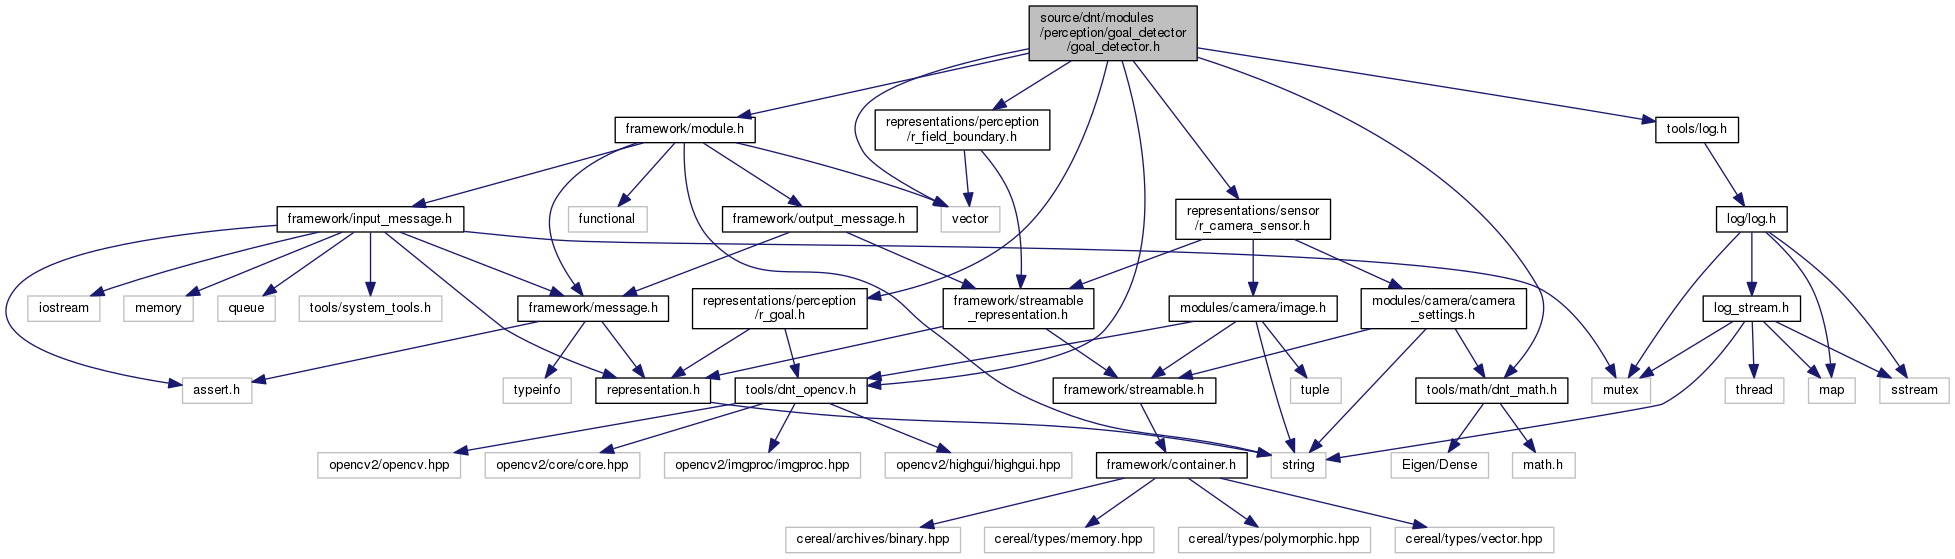 source/dnt/modules
/perception/goal_detector
/goal_detector.h
framework/module.h
representations/perception
/r_field_boundary.h
tools/log.h
framework/input_message.h
functional
framework/output_message.h
vector
representations/sensor
/r_camera_sensor.h
log/log.h
iostream
memory
queue
tools/system_tools.h
framework/message.h
representations/perception
/r_goal.h
framework/streamable
_representation.h
modules/camera/image.h
modules/camera/camera
_settings.h
log_stream.h
assert.h
typeinfo
representation.h
tools/dnt_opencv.h
framework/streamable.h
tuple
tools/math/dnt_math.h
mutex
thread
map
sstream
opencv2/opencv.hpp
opencv2/core/core.hpp
opencv2/imgproc/imgproc.hpp
opencv2/highgui/highgui.hpp
framework/container.h
string
Eigen/Dense
math.h
cereal/archives/binary.hpp
cereal/types/memory.hpp
cereal/types/polymorphic.hpp
cereal/types/vector.hpp